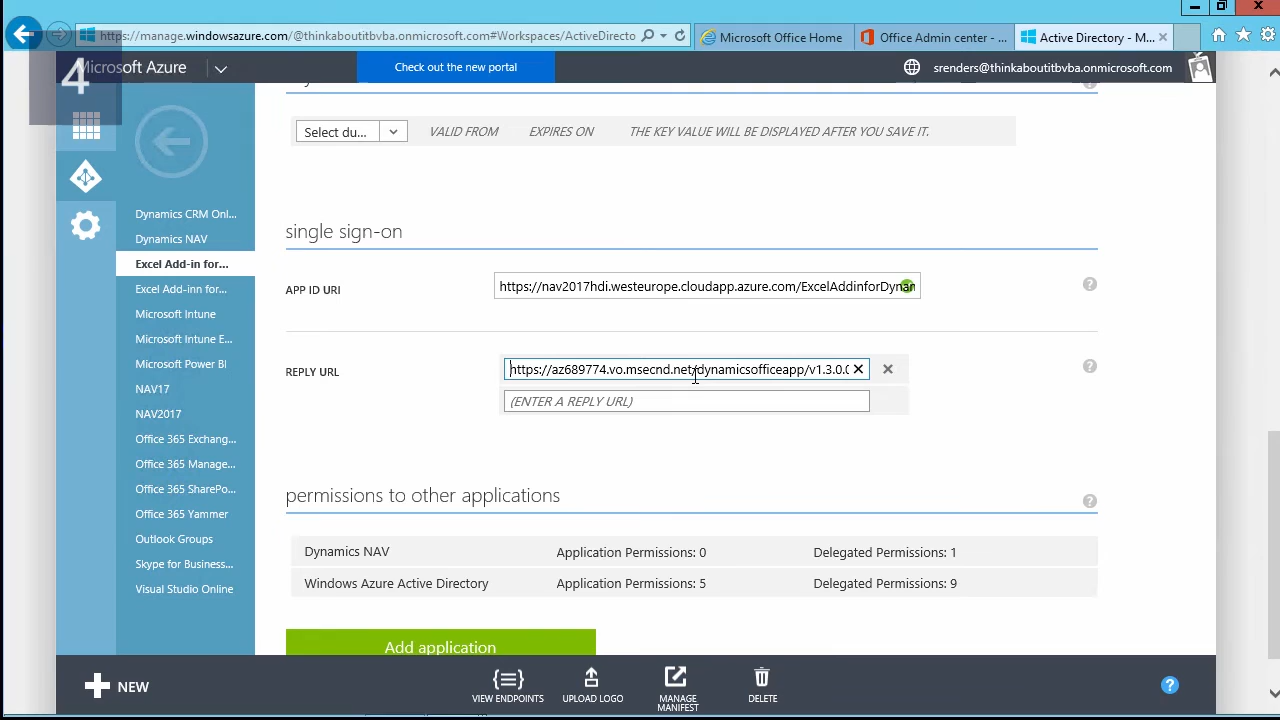 https://manage.windowsazure.com/@thinkaboutitbvba.onmicrosoft.com#Workspaces/ActiveDirecto
Microsoft Office Home
Office Admin center - ...
Active Directory - M...
4
Microsoft Azure
Check out the new portal
srenders@thinkaboutitbvba.onmicrosoft.com
Select du...
VALID FROM
EXPIRES ON
THE KEY VALUE WILL BE DISPLAYED AFTER YOU SAVE IT.
Dynamics CRM Onl...
Dynamics NAV
Excel Add-in for...
Excel Add-inn for...
Microsoft Intune
Microsoft Intune E...
Microsoft Power BI
NAV17
NAV2017
Office 365 Exchang...
Office 365 Manage...
Office 365 SharePo...
Office 365 Yammer
Outlook Groups
Skype for Business...
Visual Studio Online
single sign-on
APP ID URI
https://nav2017hdi.westeurope.cloudapp.azure.com/ExcelAddinforDynam
REPLY URL
https://az689774.vo.msecnd.net/dynamicsofficeapp/v1.3.0.0
(ENTER A REPLY URL)
permissions to other applications
Dynamics NAV
Application Permissions: 0
Delegated Permissions: 1
Windows Azure Active Directory
Application Permissions: 5
Delegated Permissions: 9
Add application
NEW
VIEW ENDPOINTS
UPLOAD LOGO
MANAGE
MANIFEST
DELETE